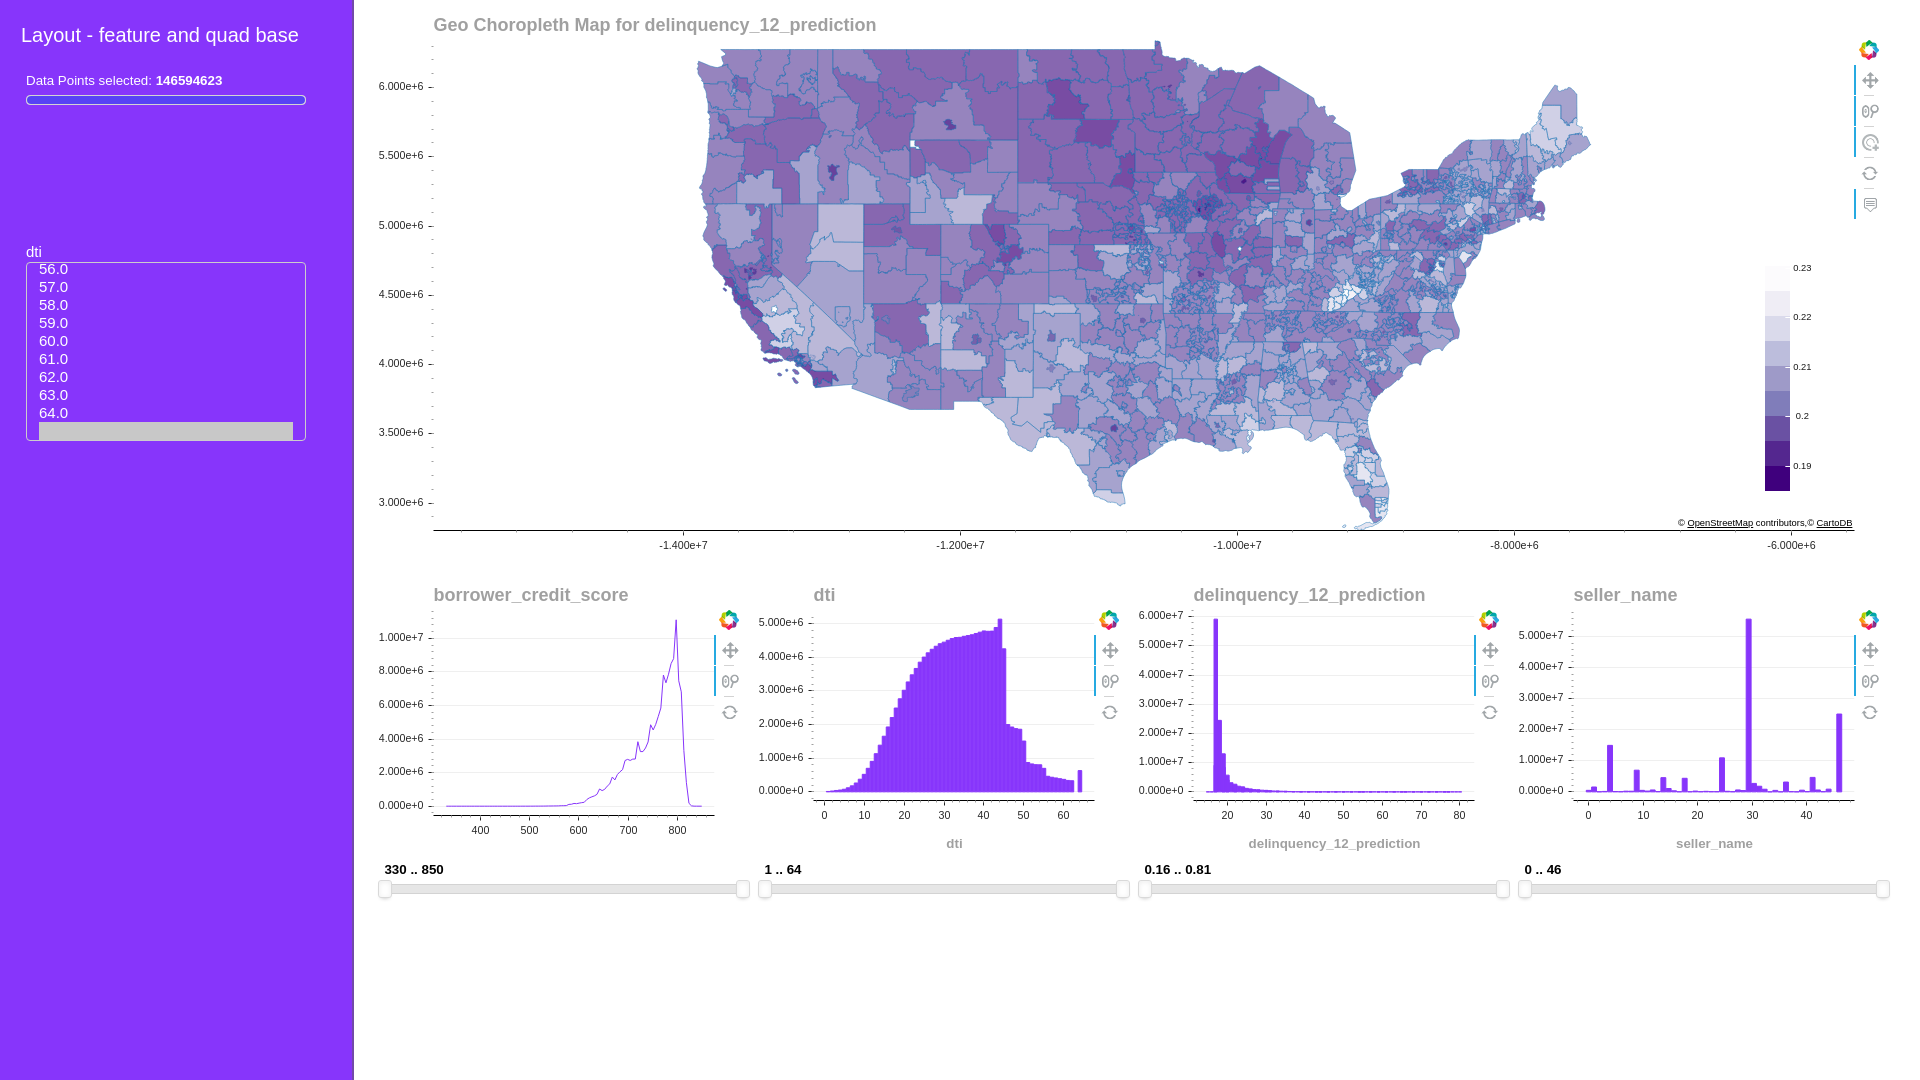 Layout - feature and quad base
Data Points selected: 146594623
dti
56.0
57.0
58.0
59.0
60.0
61.0
62.0
63.0
64.0
Geo Choropleth Map for delinquency_12_prediction
6.000e+6
5.500e+6
5.000e+6
4.500e+6
4.000e+6
3.500e+6
3.000e+6
0.23
0.22
0.21
0.2
0.19
© OpenStreetMap contributors,© CartoDB
-1.400e+7 -1.200e+7 -1.000e+7 -8.000e+6 -6.000e+6
borrower_credit_score
1.000e+7
8.000e+6
6.000e+6
4.000e+6
2.000e+6
0.000e+0
400 500 600 700 800
330 .. 850
dti
5.000e+6
4.000e+6
3.000e+6
2.000e+6
1.000e+6
0.000e+0
0 10 20 30 40 50 60
dti
1 .. 64
delinquency_12_prediction
6.000e+7
5.000e+7
4.000e+7
3.000e+7
2.000e+7
1.000e+7
0.000e+0
20 30 40 50 60 70 80
delinquency_12_prediction
0.16 .. 0.81
seller_name
5.000e+7
4.000e+7
3.000e+7
2.000e+7
1.000e+7
0.000e+0
0 10 20 30 40
seller_name
0 .. 46